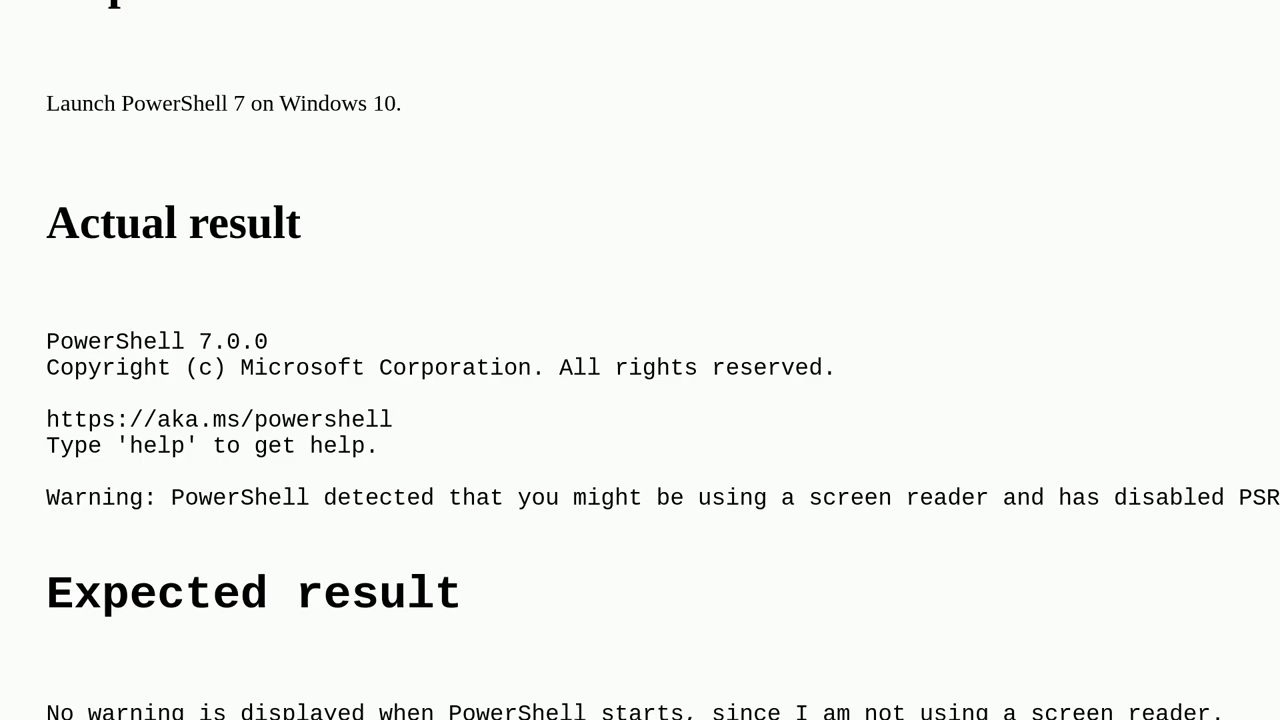 Launch PowerShell 7 on Windows 10.
Actual result
PowerShell 7.0.0
Copyright (c) Microsoft Corporation. All rights reserved.
https://aka.ms/powershell
Type 'help' to get help.
Warning: PowerShell detected that you might be using a screen reader and has disabled PSR
Expected result
No warning is displayed when PowerShell starts, since I am not using a screen reader.